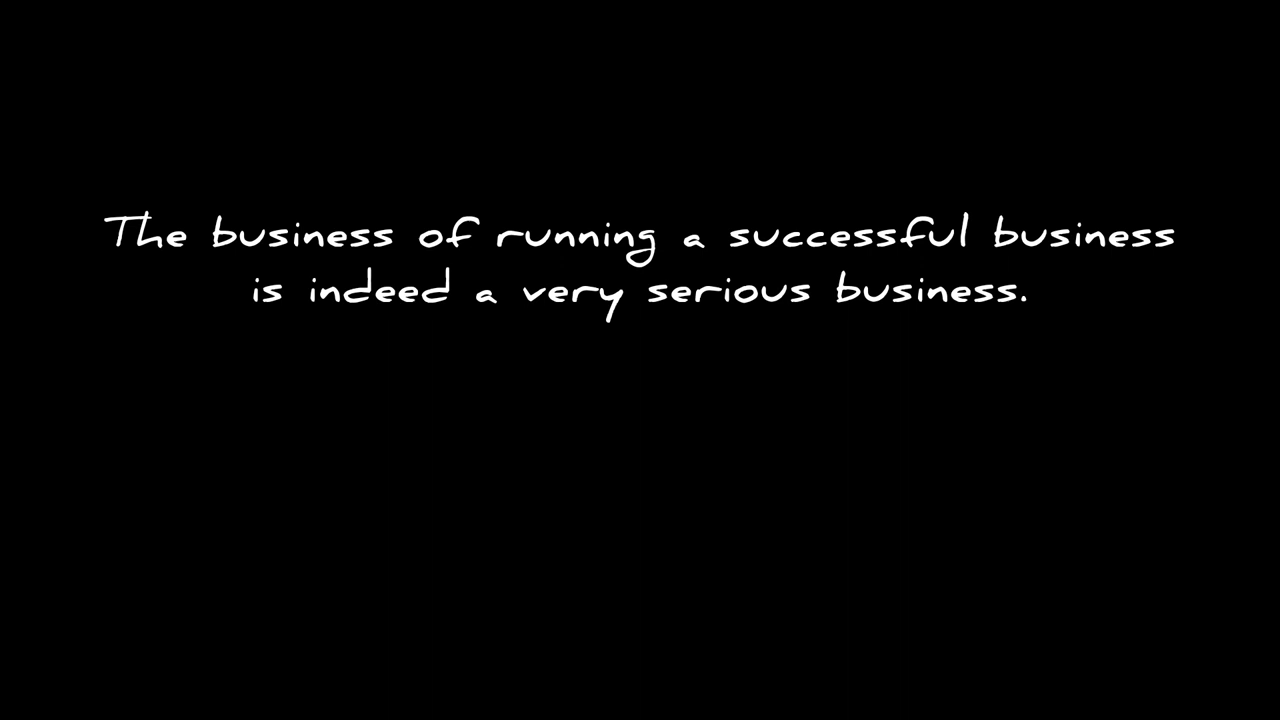 The business of running a successful business
is indeed a very serious business.